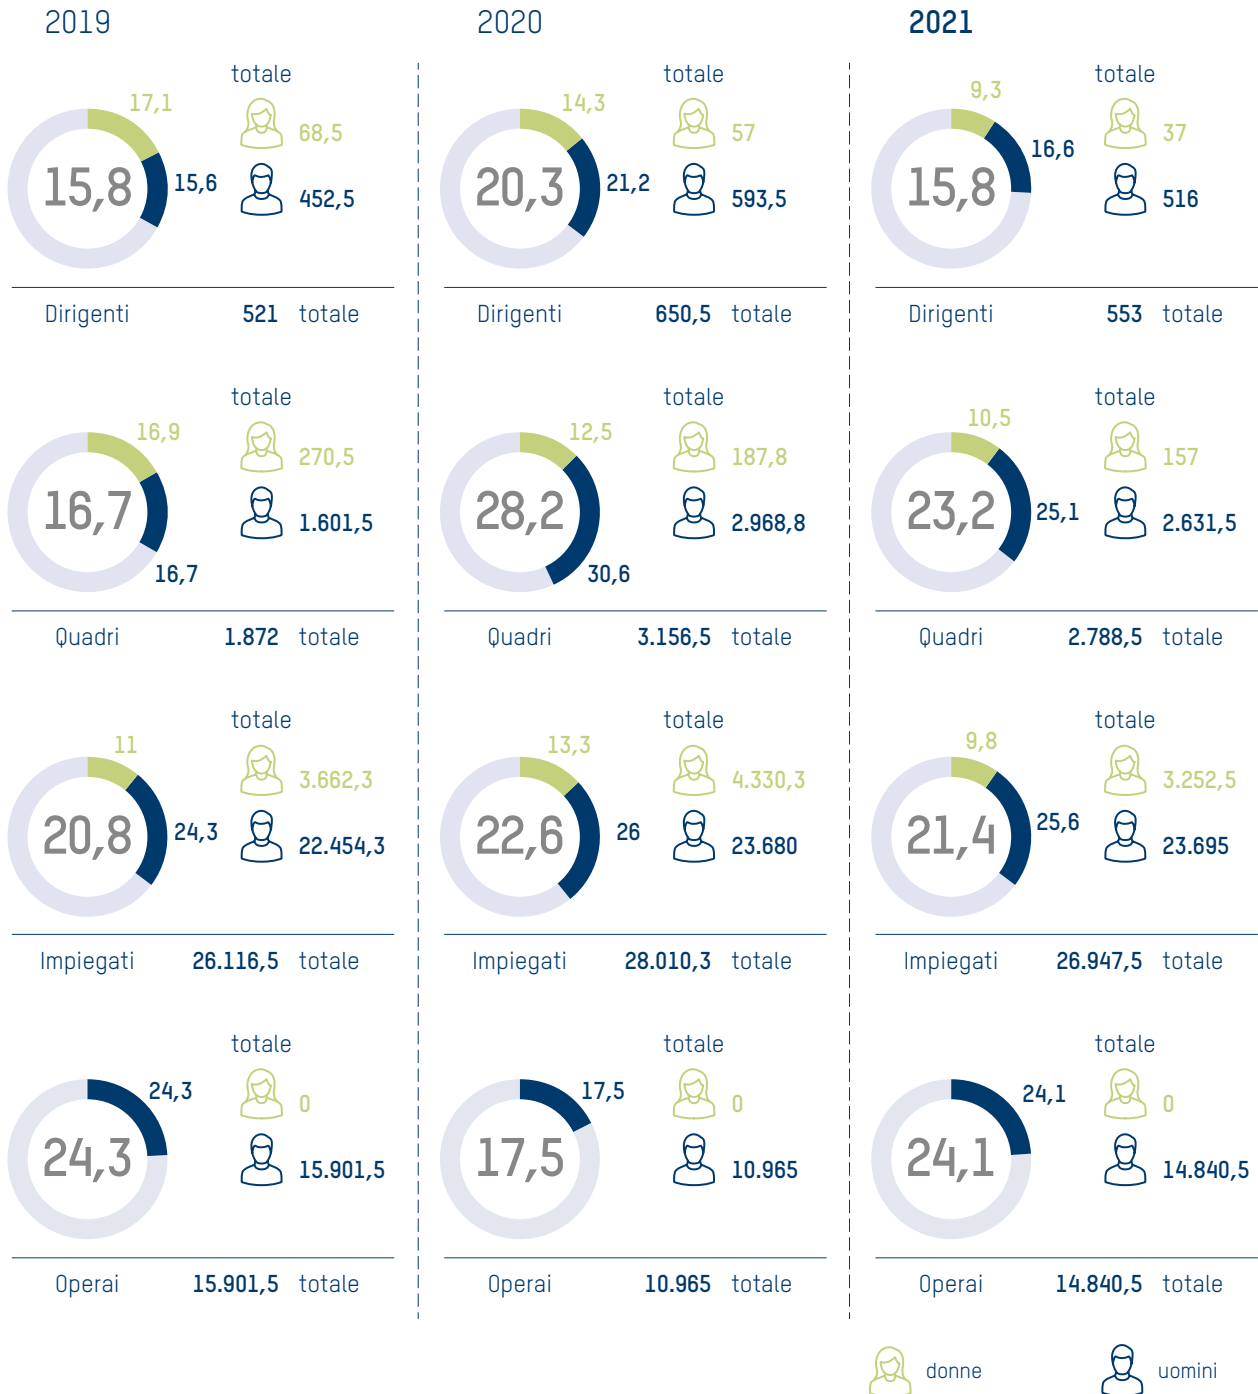 2019
totale
17,1
68,5
15,8
15,6
452,5
Dirigenti 521 totale
totale
16,9
270,5
16,7
1.601,5
16,7
Quadri 1.872 totale
totale
11
3.662,3
20,8
24,3
22.454,3
Impiegati 26.116,5 totale
totale
24,3
0
24,3
15.901,5
Operai 15.901,5 totale
2020
totale
14,3
57
20,3
21,2
593,5
Dirigenti 650,5 totale
totale
12,5
187,8
28,2
2.968,8
30,6
Quadri 3.156,5 totale
totale
13,3
4.330,3
22,6
26
23.680
Impiegati 28.010,3 totale
totale
17,5
0
17,5
10.965
Operai 10.965 totale
2021
totale
9,3
37
16,6
15,8
516
Dirigenti 553 totale
totale
10,5
157
23,2
25,1
2.631,5
Quadri 2.788,5 totale
totale
9,8
3.252,5
21,4
25,6
23.695
Impiegati 26.947,5 totale
totale
24,1
0
24,1
14.840,5
Operai 14.840,5 totale
donne uomini